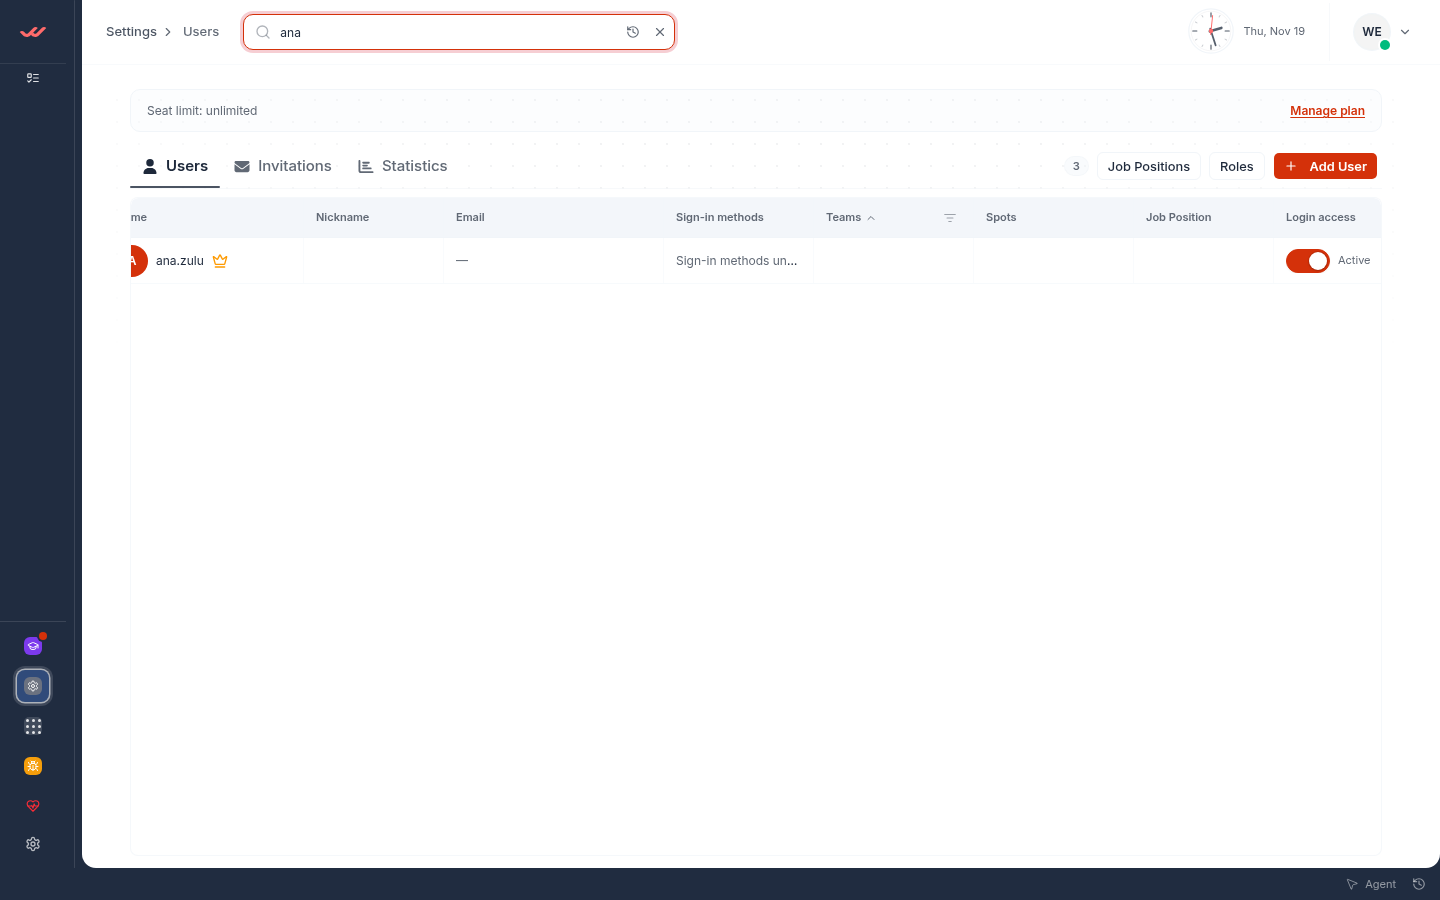 Settings > Users
ana
Thu, Nov 19
WE
Seat limit: unlimited
Manage plan
Users
Invitations
Statistics
3
Job Positions
Roles
+ Add User
me
Nickname
Email
Sign-in methods
Teams
Spots
Job Position
Login access
A
ana.zulu
—
Sign-in methods un...
Active
Agent